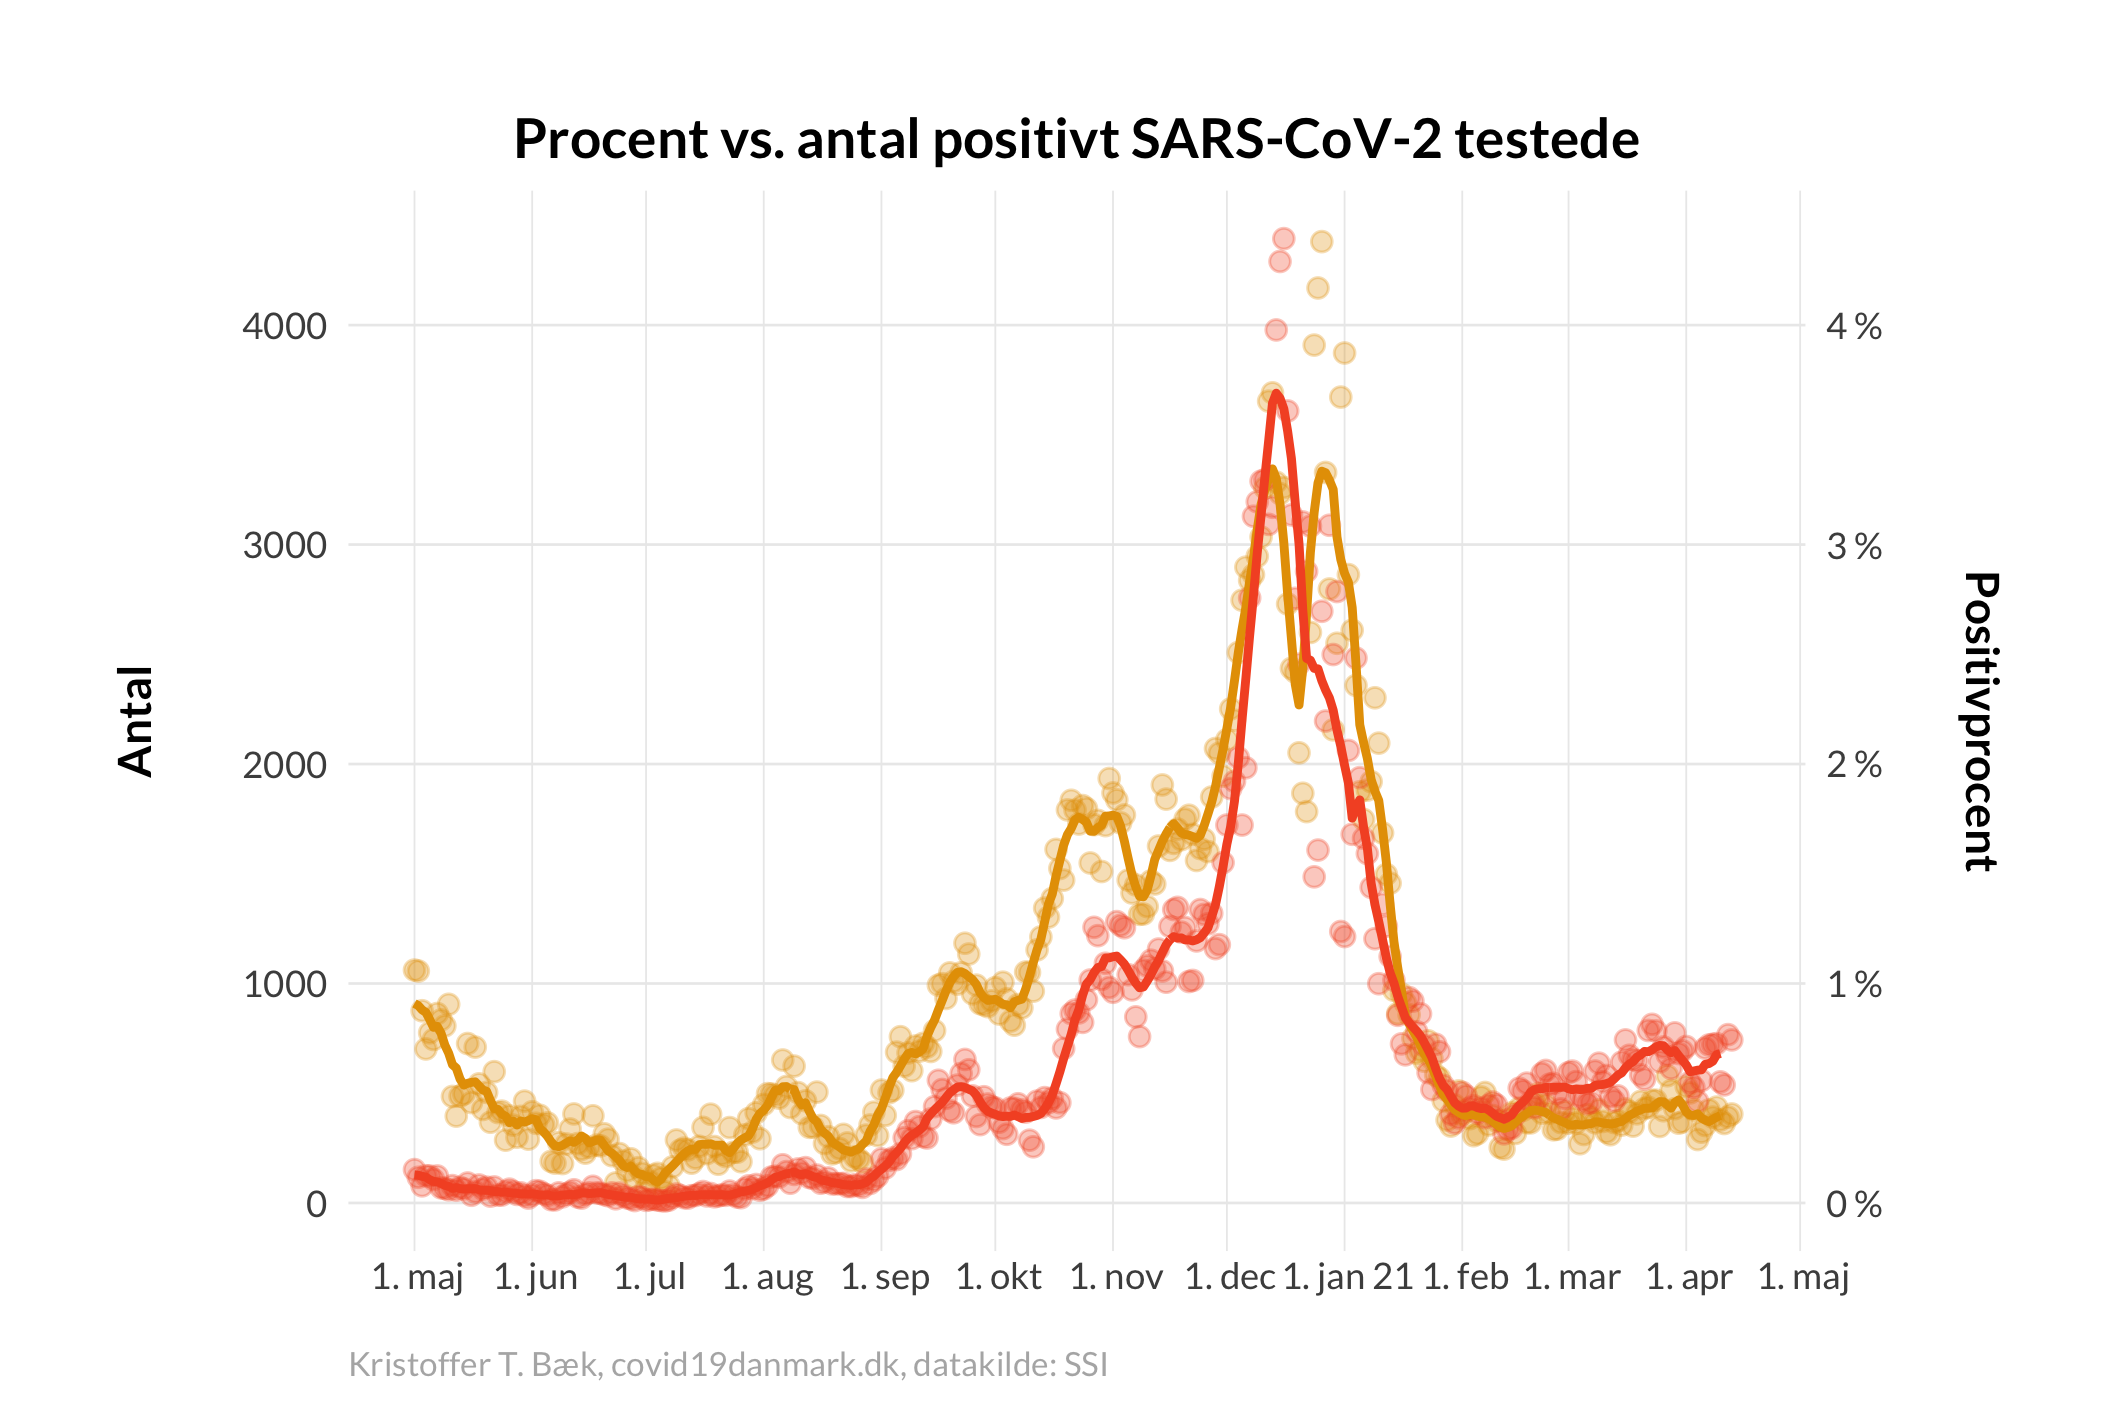 Procent vs. antal positivt SARS-CoV-2 testede
4000
3000
2000
1000
0
4 %
3 %
2 %
1 %
0 %
Antal
Positivprocent
1. maj 1. jun 1. jul 1. aug 1. sep 1. okt 1. nov 1. dec 1. jan 21 1. feb 1. mar 1. apr 1. maj
Kristoffer T. Bæk, covid19danmark.dk, datakilde: SSI